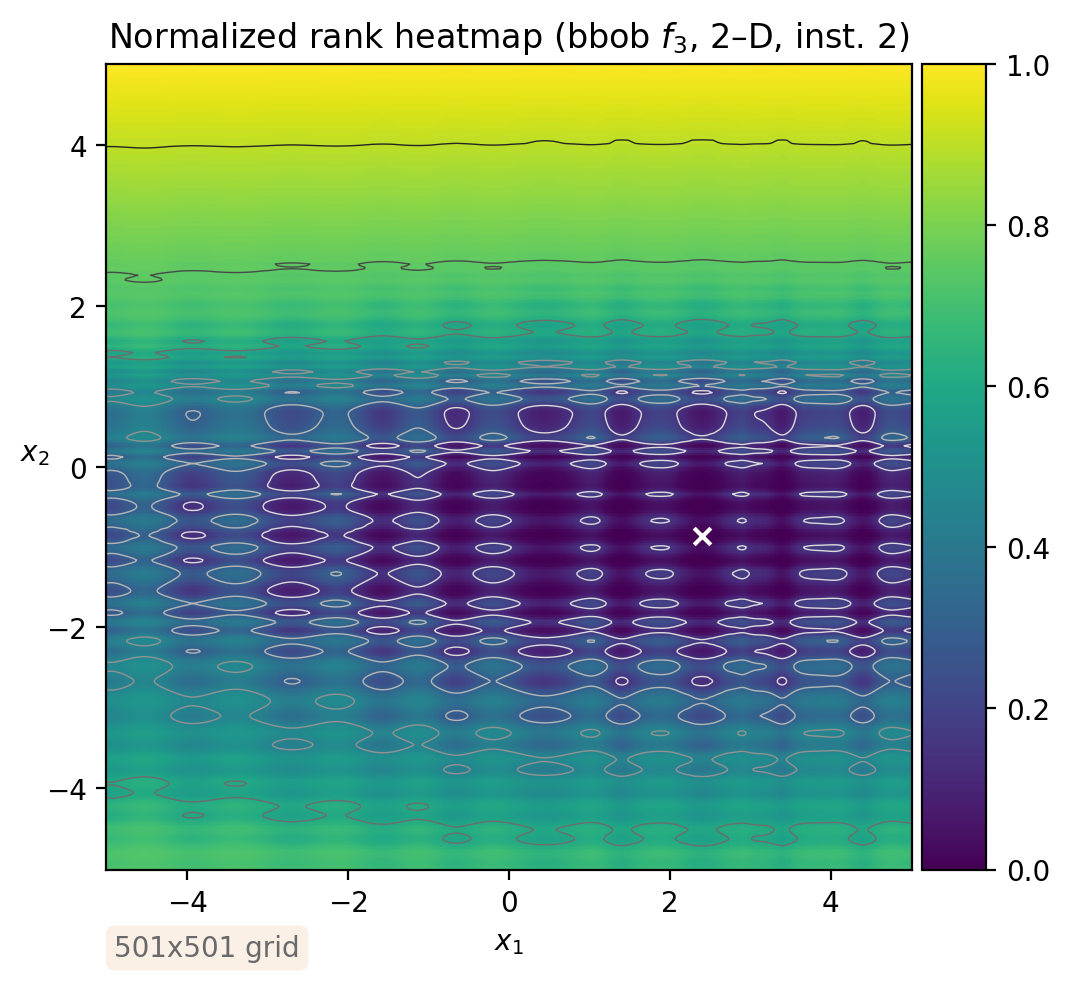 Normalized rank heatmap (bbob f₃, 2–D, inst. 2)
1.0
0.8
0.6
0.4
0.2
0.0
4
2
0
−2
−4
x₂
−4 −2 0 2 4
x₁
501x501 grid